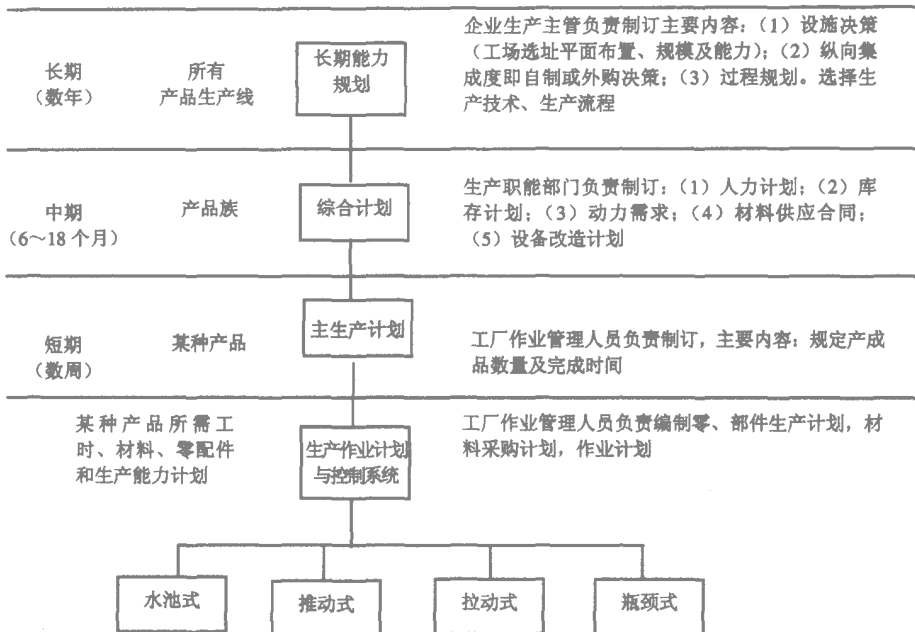 企业生产主管负责制订主要内容：（1）设施决策
（工场选址平面布置、规模及能力）；（2）纵向集
成度即自制或外购决策；（3）过程规划。选择生
产技术、生产流程
长期
（数年）
所有
产品生产线
长期能力
规划
生产职能部门负责制订：（1）人力计划；（2）库
存计划；（3）动力需求；（4）材料供应合同；
（5）设备改造计划
中期
（6～18个月）
产品族
综合计划
短期
（数周）
某种产品
主生产计划
工厂作业管理人员负责制订，主要内容：规定产成
品数量及完成时间
某种产品所需工
时、材料、零配件
和生产能力计划
生产作业计划
与控制系统
工厂作业管理人员负责编制零、部件生产计划，材
料采购计划，作业计划
水池式
推动式
拉动式
瓶颈式